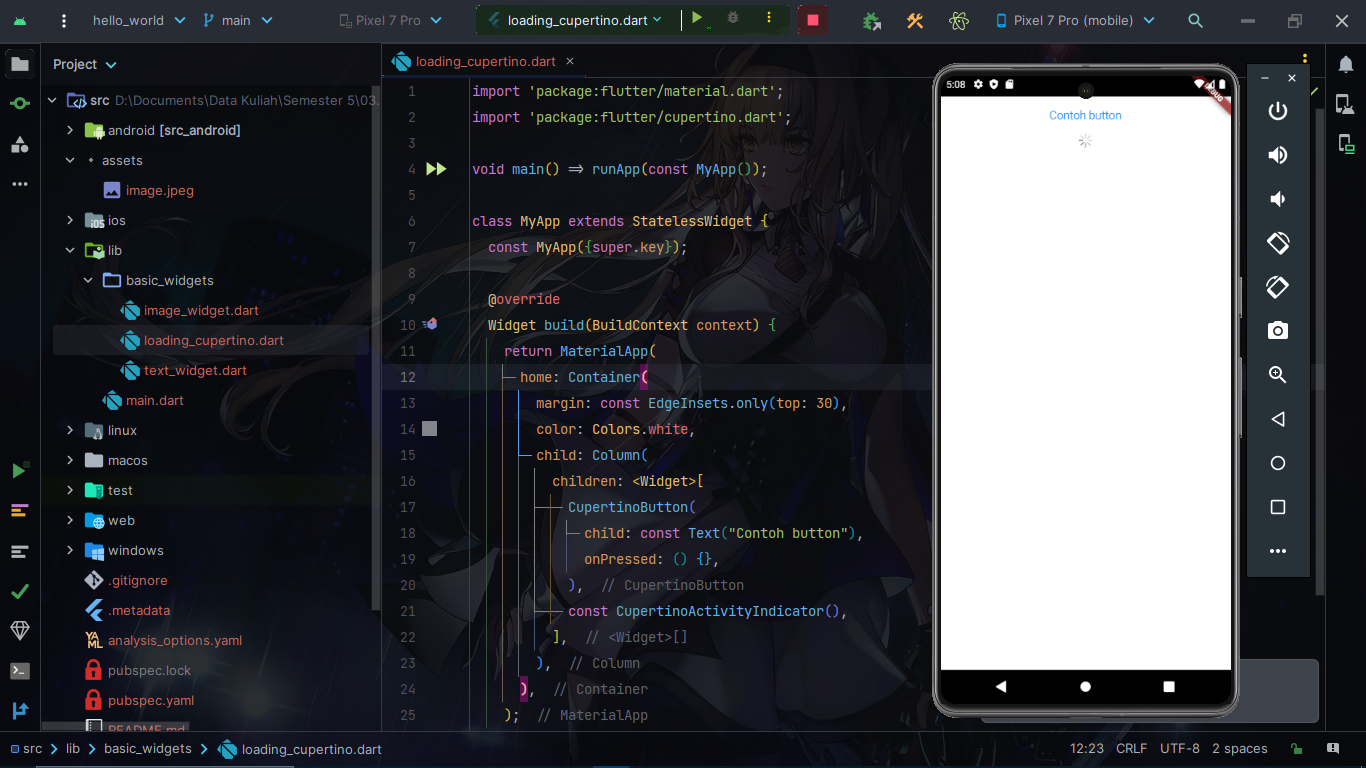 hello_world
main
Pixel 7 Pro
loading_cupertino.dart
Pixel 7 Pro (mobile)
Project
src D:\Documents\Data Kuliah\Semester 5\03.
android [src_android]
assets
image.jpeg
ios
lib
basic_widgets
image_widget.dart
loading_cupertino.dart
text_widget.dart
main.dart
linux
macos
test
web
windows
.gitignore
.metadata
analysis_options.yaml
pubspec.lock
pubspec.yaml
README.md
loading_cupertino.dart
1 import 'package:flutter/material.dart';
2 import 'package:flutter/cupertino.dart';
3
4 void main() => runApp(const MyApp());
5
6 class MyApp extends StatelessWidget {
7 const MyApp({super.key});
8
9 @override
10 Widget build(BuildContext context) {
11 return MaterialApp(
12 home: Container(
13 margin: const EdgeInsets.only(top: 30),
14 color: Colors.white,
15 child: Column(
16 children: <Widget>[
17 CupertinoButton(
18 child: const Text("Contoh button"),
19 onPressed: () {},
20 ), // CupertinoButton
21 const CupertinoActivityIndicator(),
22 ], // <Widget>[]
23 ), // Column
24 ), // Container
25 ); // MaterialApp
5:08
DEBUG
Contoh button
src > lib > basic_widgets > loading_cupertino.dart
12:23 CRLF UTF-8 2 spaces